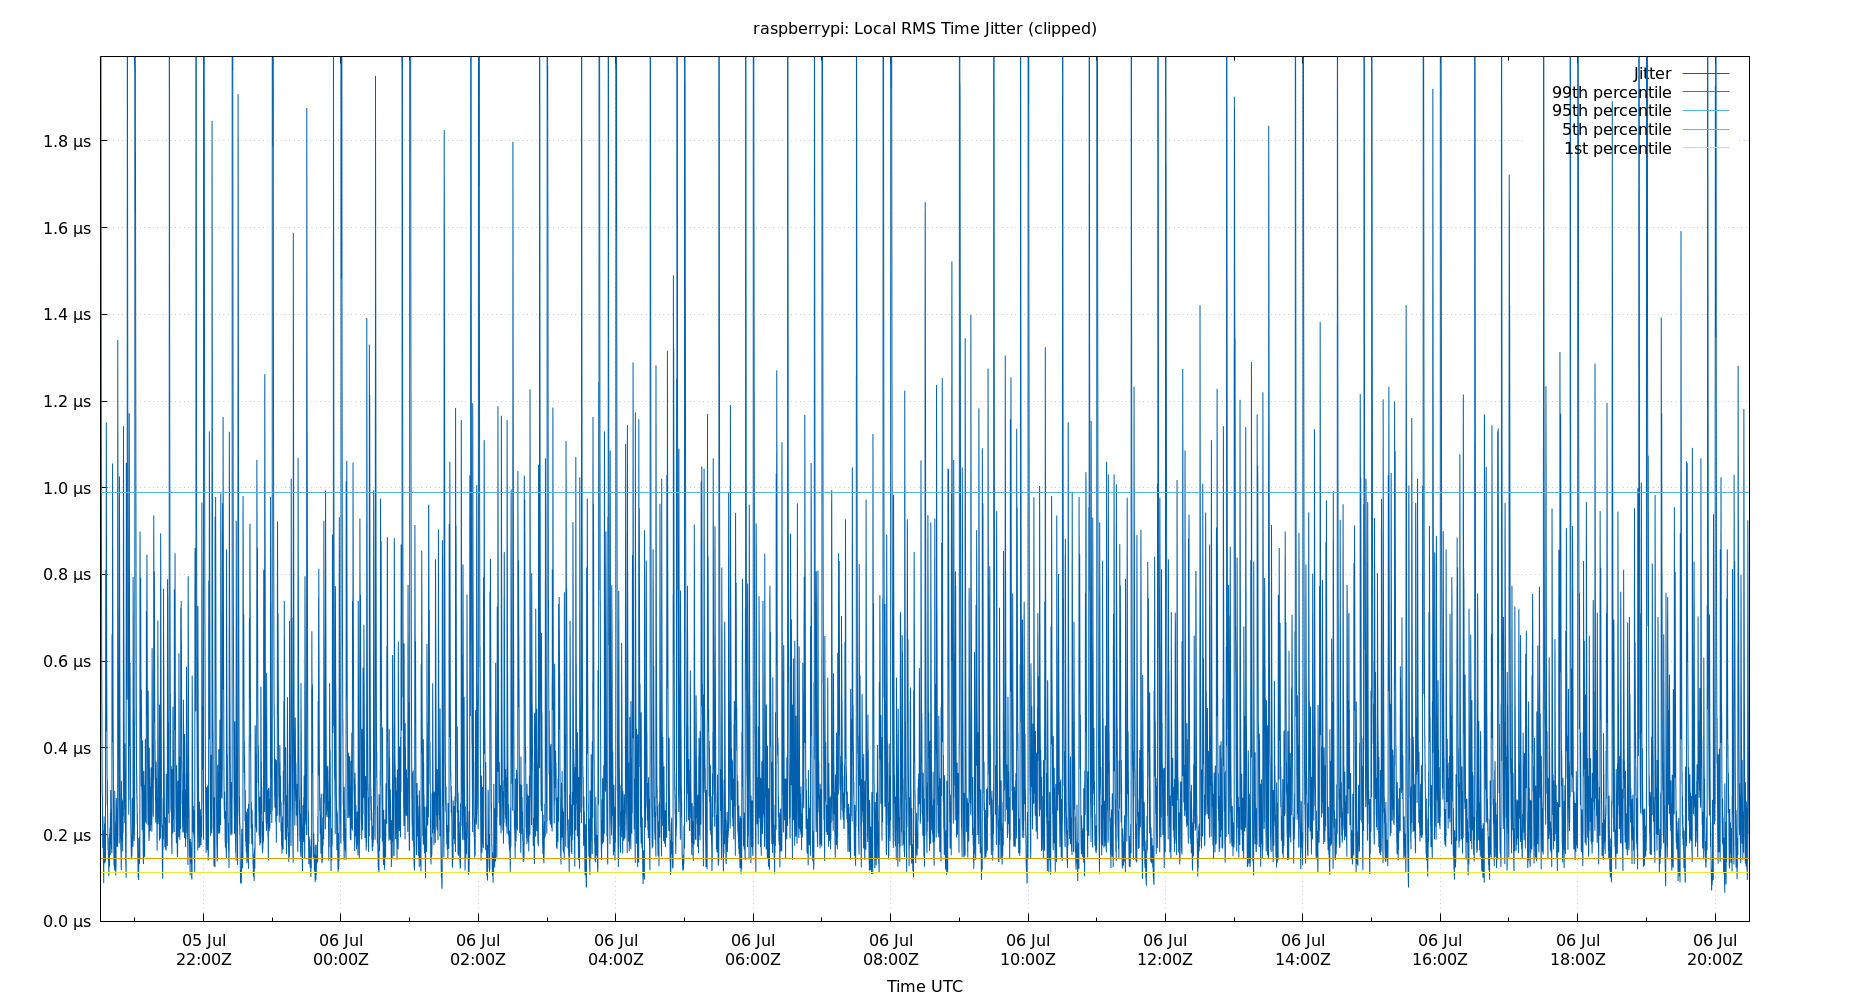 raspberrypi: Local RMS Time Jitter (clipped)
Jitter
99th percentile
95th percentile
5th percentile
1st percentile
1.8 µs
1.6 µs
1.4 µs
1.2 µs
1.0 µs
0.8 µs
0.6 µs
0.4 µs
0.2 µs
0.0 µs
05 Jul 06 Jul 06 Jul 06 Jul 06 Jul 06 Jul 06 Jul 06 Jul 06 Jul 06 Jul 06 Jul 06 Jul
22:00Z 00:00Z 02:00Z 04:00Z 06:00Z 08:00Z 10:00Z 12:00Z 14:00Z 16:00Z 18:00Z 20:00Z
Time UTC